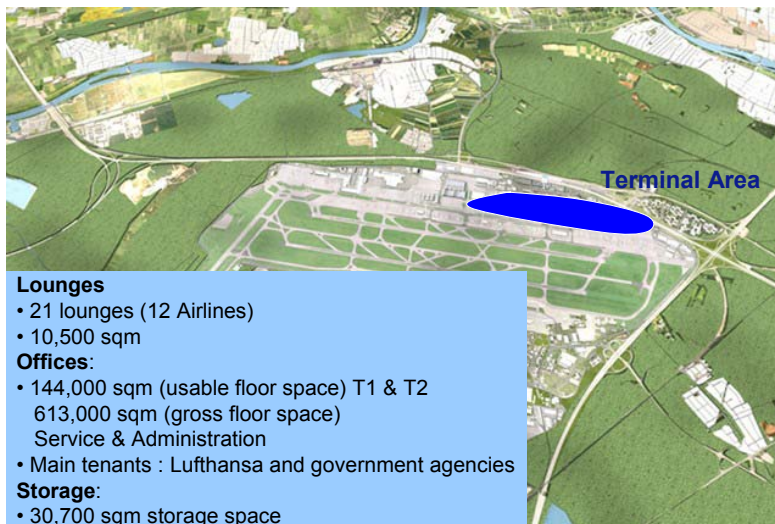 Terminal Area
Lounges
• 21 lounges (12 Airlines)
• 10,500 sqm
Offices:
• 144,000 sqm (usable floor space) T1 & T2
613,000 sqm (gross floor space)
Service & Administration
• Main tenants : Lufthansa and government agencies
Storage:
• 30,700 sqm storage space